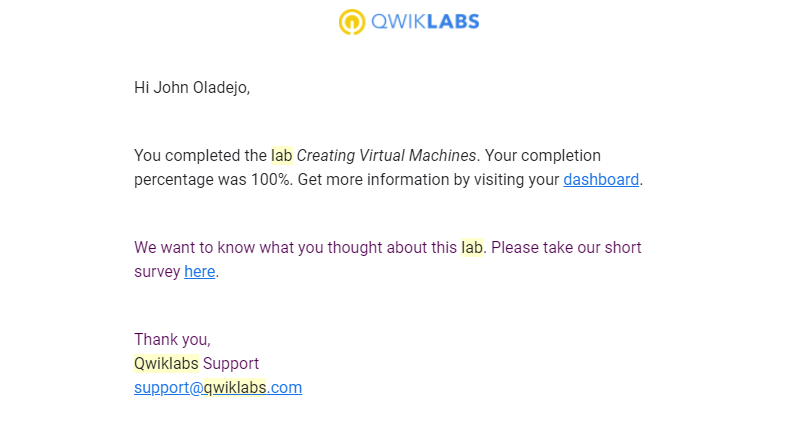 QWIKLABS
Hi John Oladejo,
You completed the lab Creating Virtual Machines. Your completion
percentage was 100%. Get more information by visiting your dashboard.
We want to know what you thought about this lab. Please take our short
survey here.
Thank you,
Qwiklabs Support
support@qwiklabs.com